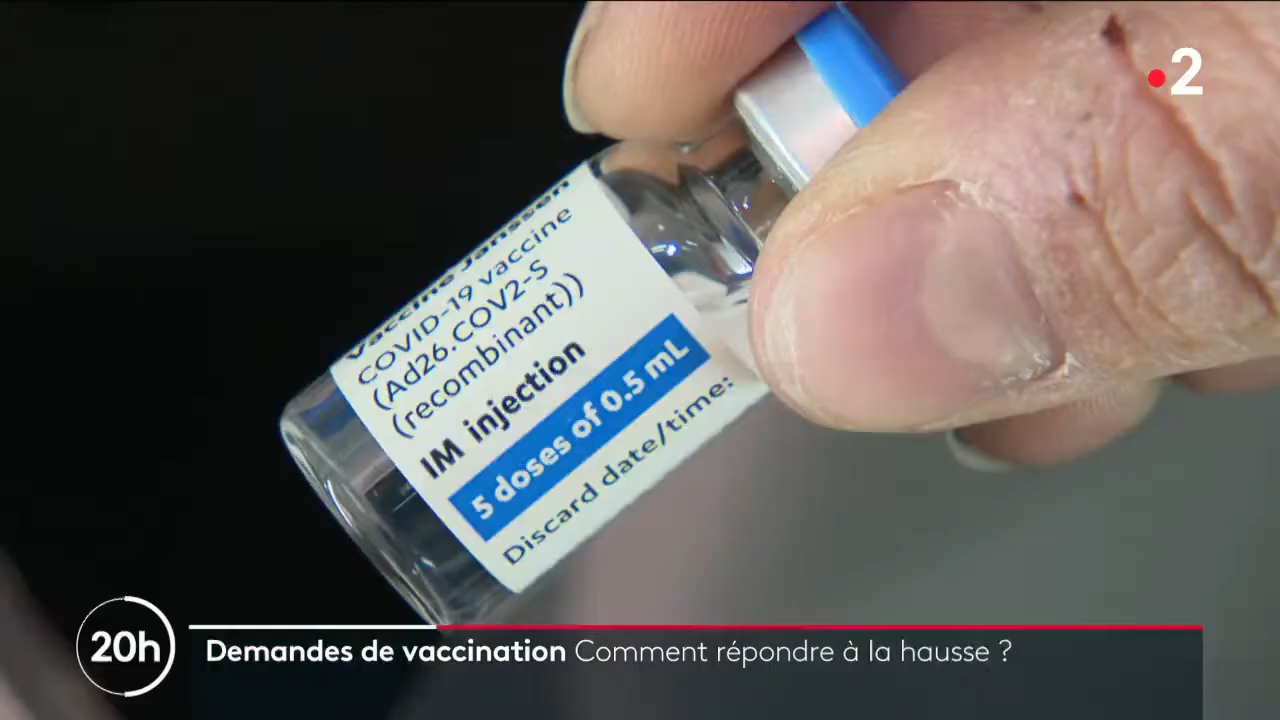 2
Vaccine Janssen
COVID-19 vaccine
(Ad26.COV2-S
(recombinant))
IM injection
5 doses of 0.5 mL
Discard date/time:
20h
Demandes de vaccination Comment répondre à la hausse ?